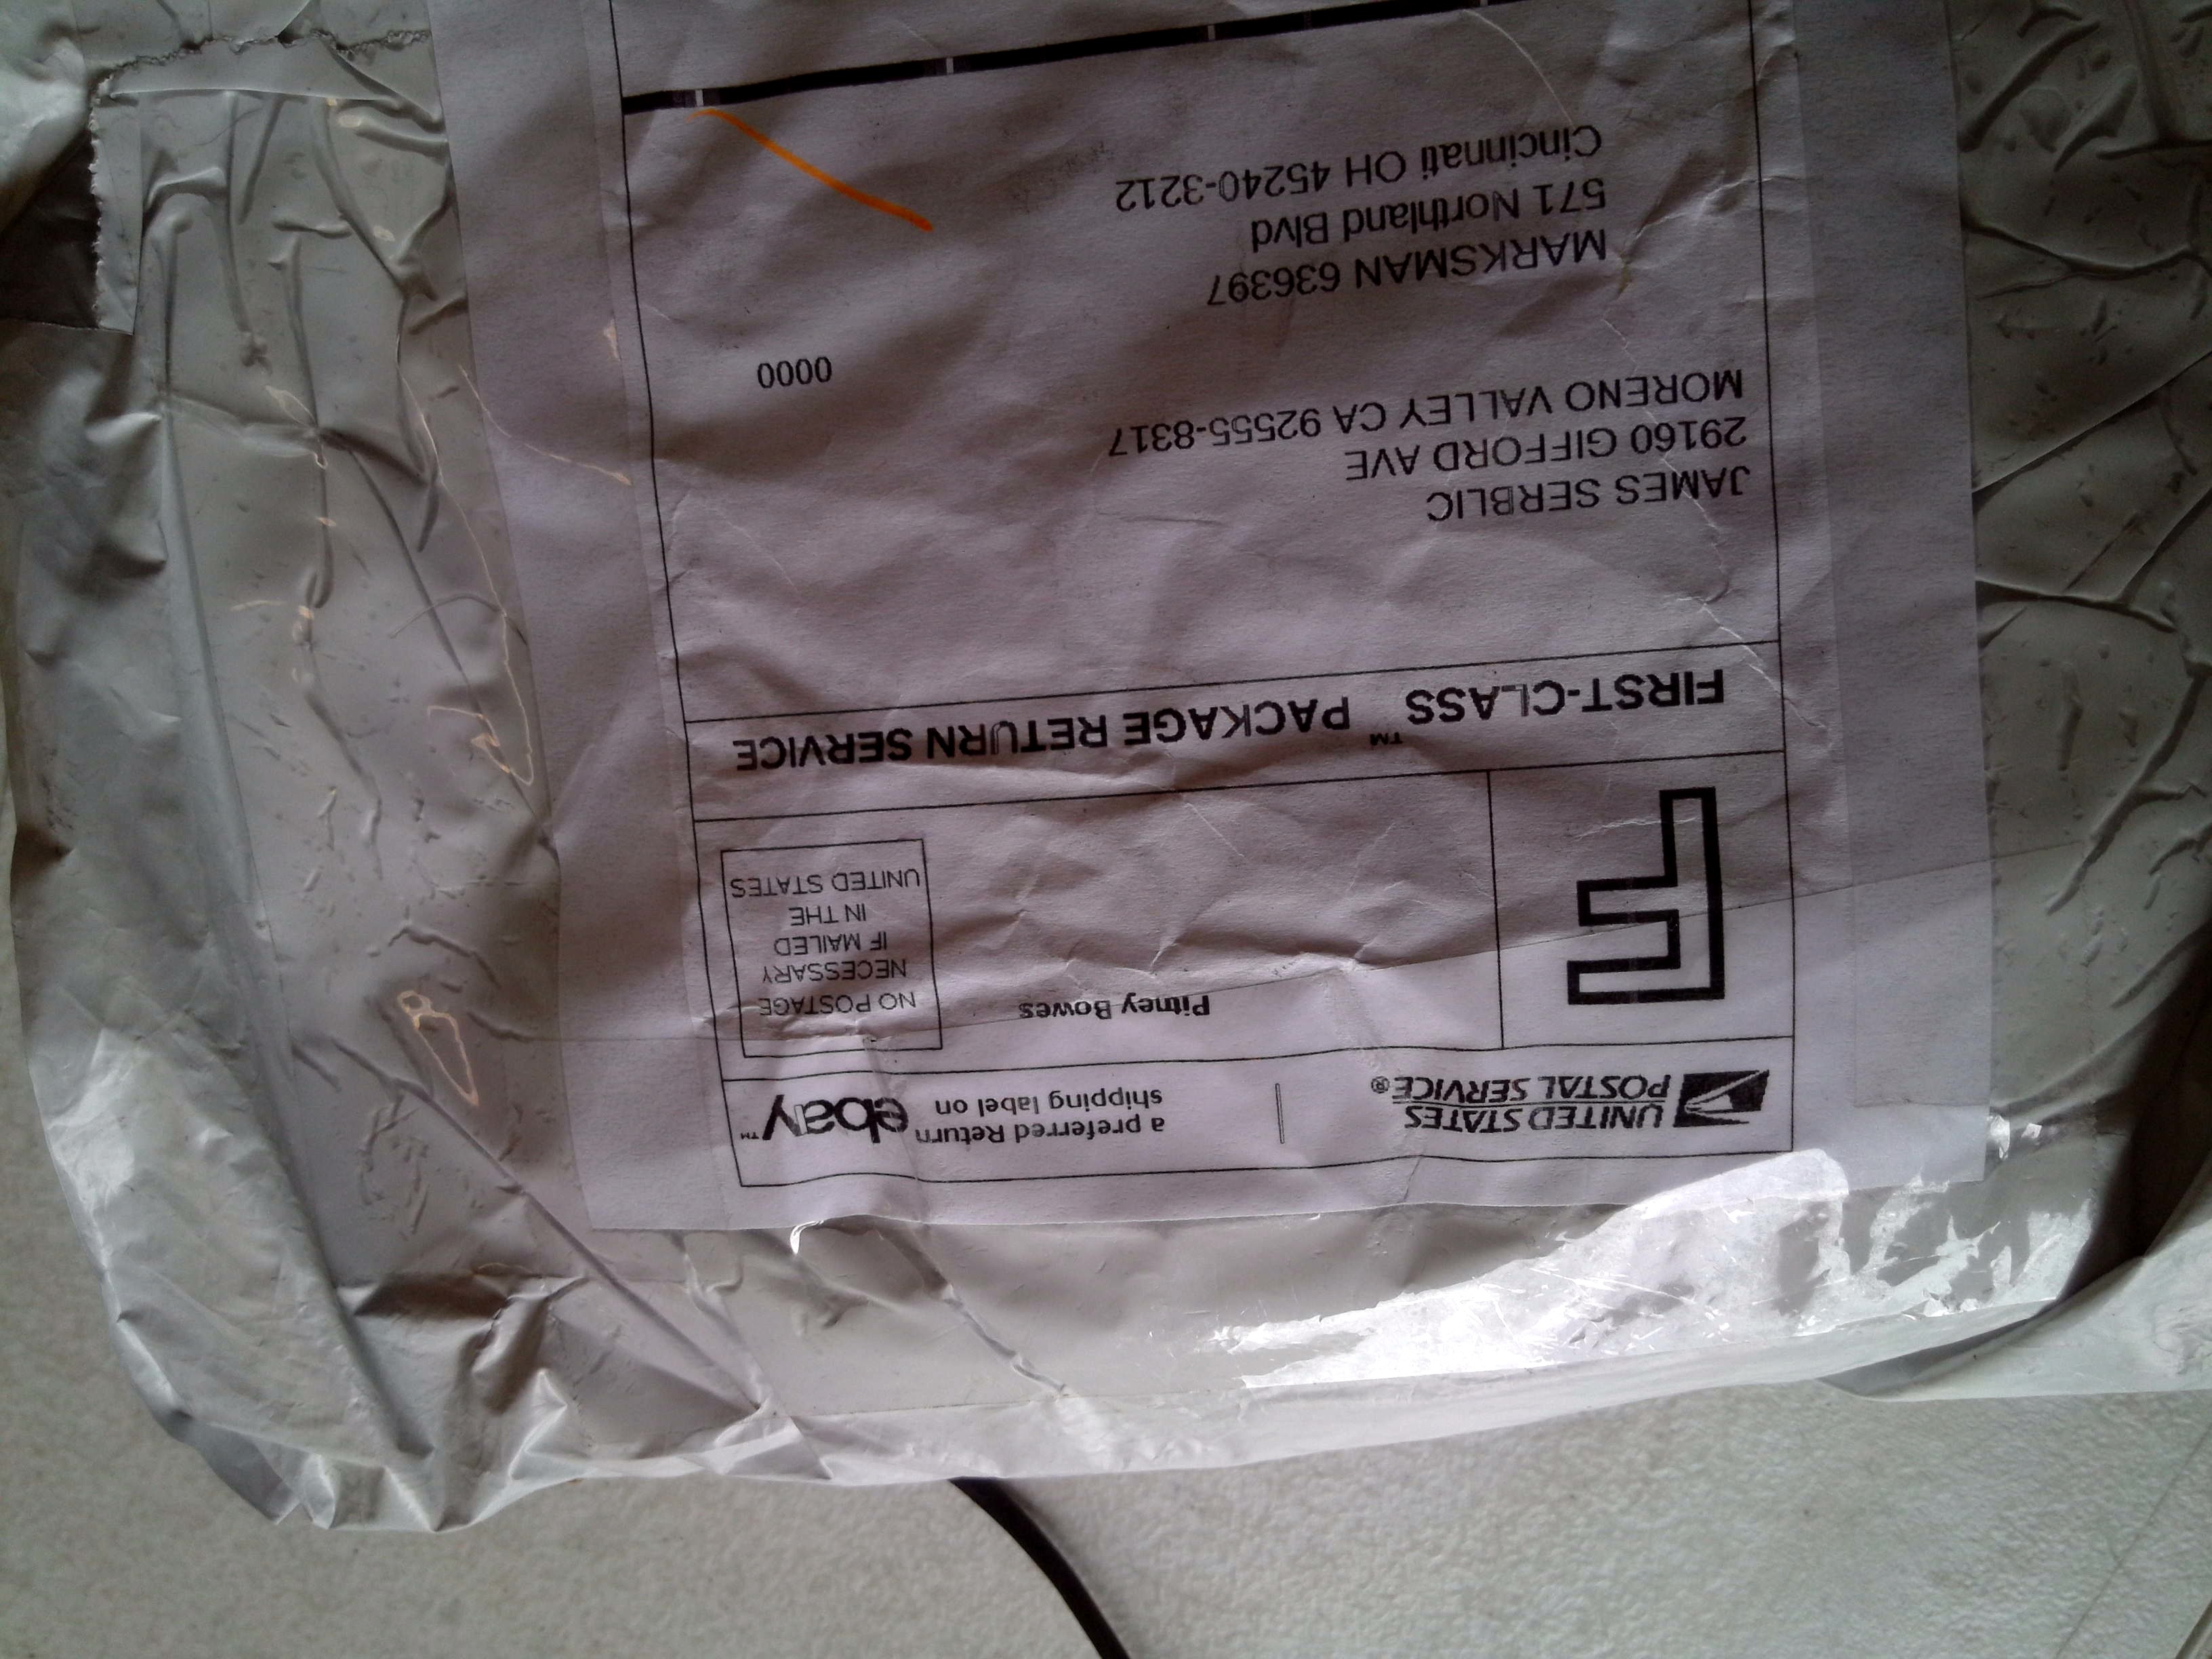 UNITED STATES
POSTAL SERVICE®
a preferred Return
shipping label on
ebay™
F
Pitney Bowes
NO POSTAGE
NECESSARY
IF MAILED
IN THE
UNITED STATES
FIRST-CLASS™ PACKAGE RETURN SERVICE
JAMES SERBLIC
29160 GIFFORD AVE
MORENO VALLEY CA 92555-8317
0000
MARKSMAN 636397
571 Northland Blvd
Cincinnati OH 45240-3212